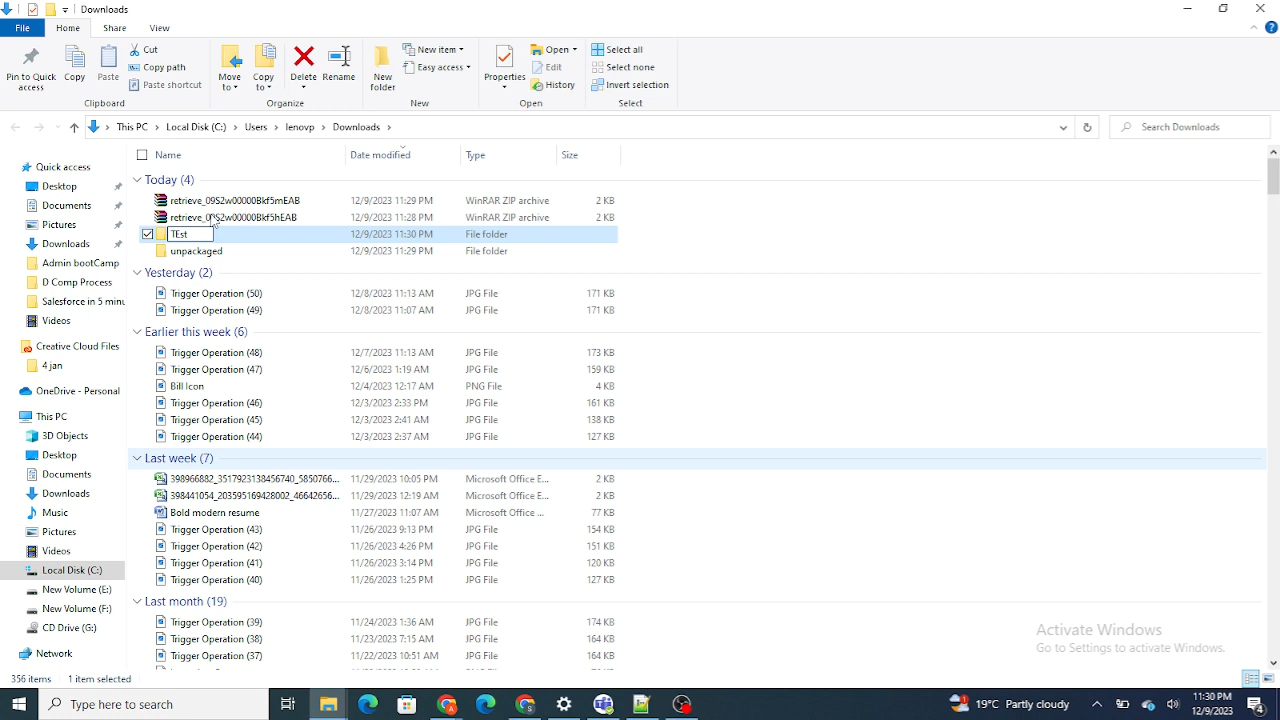 Downloads
File Home Share View
Pin to Quick access
Copy
Paste
Cut
Copy path
Paste shortcut
Clipboard
Move to
Copy to
Delete
Rename
Organize
New folder
New item
Easy access
New
Properties
Open
Edit
History
Open
Select all
Select none
Invert selection
Select
This PC > Local Disk (C:) > Users > lenovp > Downloads >
Search Downloads
Name Date modified Type Size
Today (4)
retrieve_09S2w00000Bkf5mEAB 12/9/2023 11:29 PM WinRAR ZIP archive 2 KB
retrieve_09S2w00000Bkf5hEAB 12/9/2023 11:28 PM WinRAR ZIP archive 2 KB
TEst 12/9/2023 11:30 PM File folder
unpackaged 12/9/2023 11:29 PM File folder
Yesterday (2)
Trigger Operation (50) 12/8/2023 11:13 AM JPG File 171 KB
Trigger Operation (49) 12/8/2023 11:07 AM JPG File 171 KB
Earlier this week (6)
Trigger Operation (48) 12/7/2023 11:13 AM JPG File 173 KB
Trigger Operation (47) 12/6/2023 1:19 AM JPG File 159 KB
Bill Icon 12/4/2023 12:17 AM PNG File 4 KB
Trigger Operation (46) 12/3/2023 2:33 PM JPG File 161 KB
Trigger Operation (45) 12/3/2023 2:41 AM JPG File 138 KB
Trigger Operation (44) 12/3/2023 2:37 AM JPG File 127 KB
Last week (7)
398966882_3517923138456740_5850766... 11/29/2023 10:05 PM Microsoft Office E... 2 KB
398441054_203595169428002_46642656... 11/29/2023 12:19 AM Microsoft Office E... 2 KB
Bold modern resume 11/27/2023 11:07 AM Microsoft Office ... 77 KB
Trigger Operation (43) 11/26/2023 9:13 PM JPG File 154 KB
Trigger Operation (42) 11/26/2023 4:26 PM JPG File 151 KB
Trigger Operation (41) 11/26/2023 3:14 PM JPG File 120 KB
Trigger Operation (40) 11/26/2023 1:25 PM JPG File 127 KB
Last month (19)
Trigger Operation (39) 11/24/2023 1:36 AM JPG File 174 KB
Trigger Operation (38) 11/23/2023 7:15 AM JPG File 164 KB
Trigger Operation (37) 11/22/2023 10:51 AM JPG File 164 KB
Quick access
Desktop
Documents
Pictures
Downloads
Admin bootCamp
D Comp Process
Salesforce in 5 minu
Videos
Creative Cloud Files
4 jan
OneDrive - Personal
This PC
3D Objects
Desktop
Documents
Downloads
Music
Pictures
Videos
Local Disk (C:)
New Volume (E:)
New Volume (F:)
CD Drive (G:)
Network
Activate Windows
Go to Settings to activate Windows.
356 items 1 item selected
Type here to search
19°C Partly cloudy
11:30 PM
12/9/2023